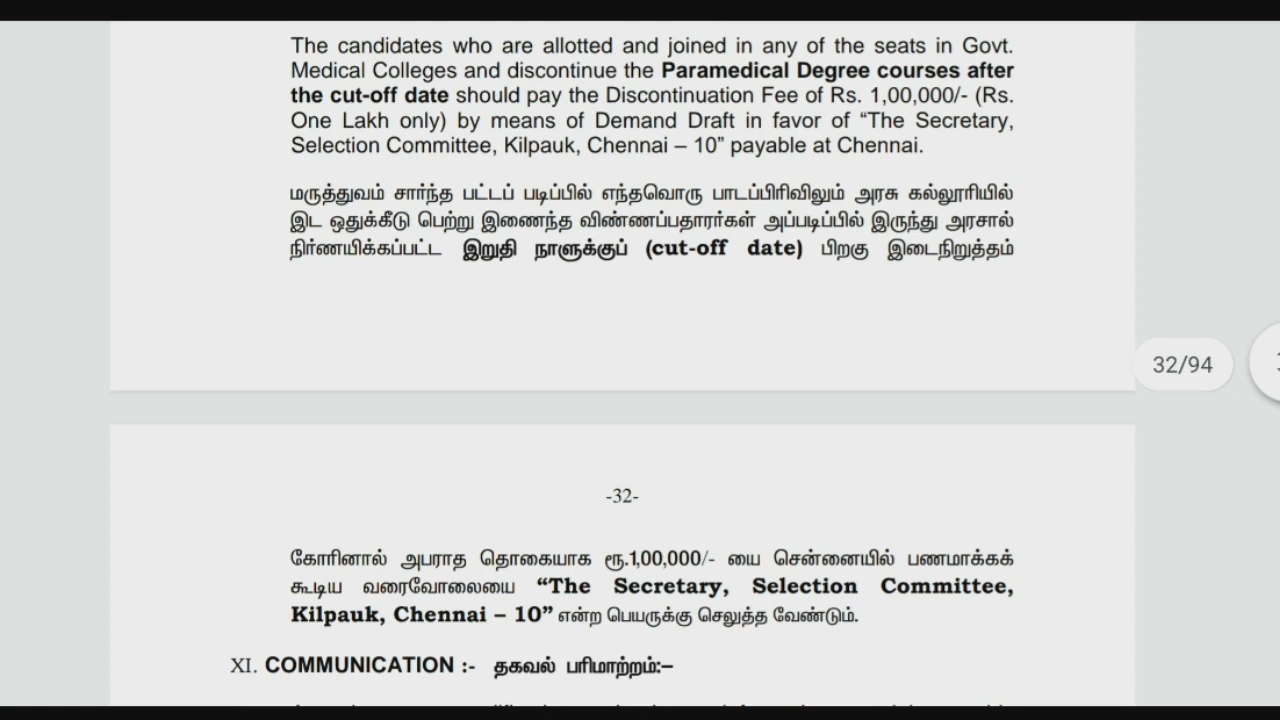 The candidates who are allotted and joined in any of the seats in Govt.
Medical Colleges and discontinue the Paramedical Degree courses after
the cut-off date should pay the Discontinuation Fee of Rs. 1,00,000/- (Rs.
One Lakh only) by means of Demand Draft in favor of “The Secretary,
Selection Committee, Kilpauk, Chennai – 10” payable at Chennai.
மருத்துவம் சார்ந்த பட்டப் படிப்பில் எந்தவொரு பாடப்பிரிவிலும் அரசு கல்லூரியில்
இட ஒதுக்கீடு பெற்று இணைந்த விண்ணப்பதாரர்கள் அப்படிப்பில் இருந்து அரசால்
நிர்ணயிக்கப்பட்ட இறுதி நாளுக்குப் (cut-off date) பிறகு இடைநிறுத்தம்
32/94
-32-
கோரினால் அபராத தொகையாக ரூ.1,00,000/- யை சென்னையில் பணமாக்கக்
கூடிய வரைவோலையை “The Secretary, Selection Committee,
Kilpauk, Chennai – 10” என்ற பெயருக்கு செலுத்த வேண்டும்.
XI. COMMUNICATION :- தகவல் பரிமாற்றம்:–